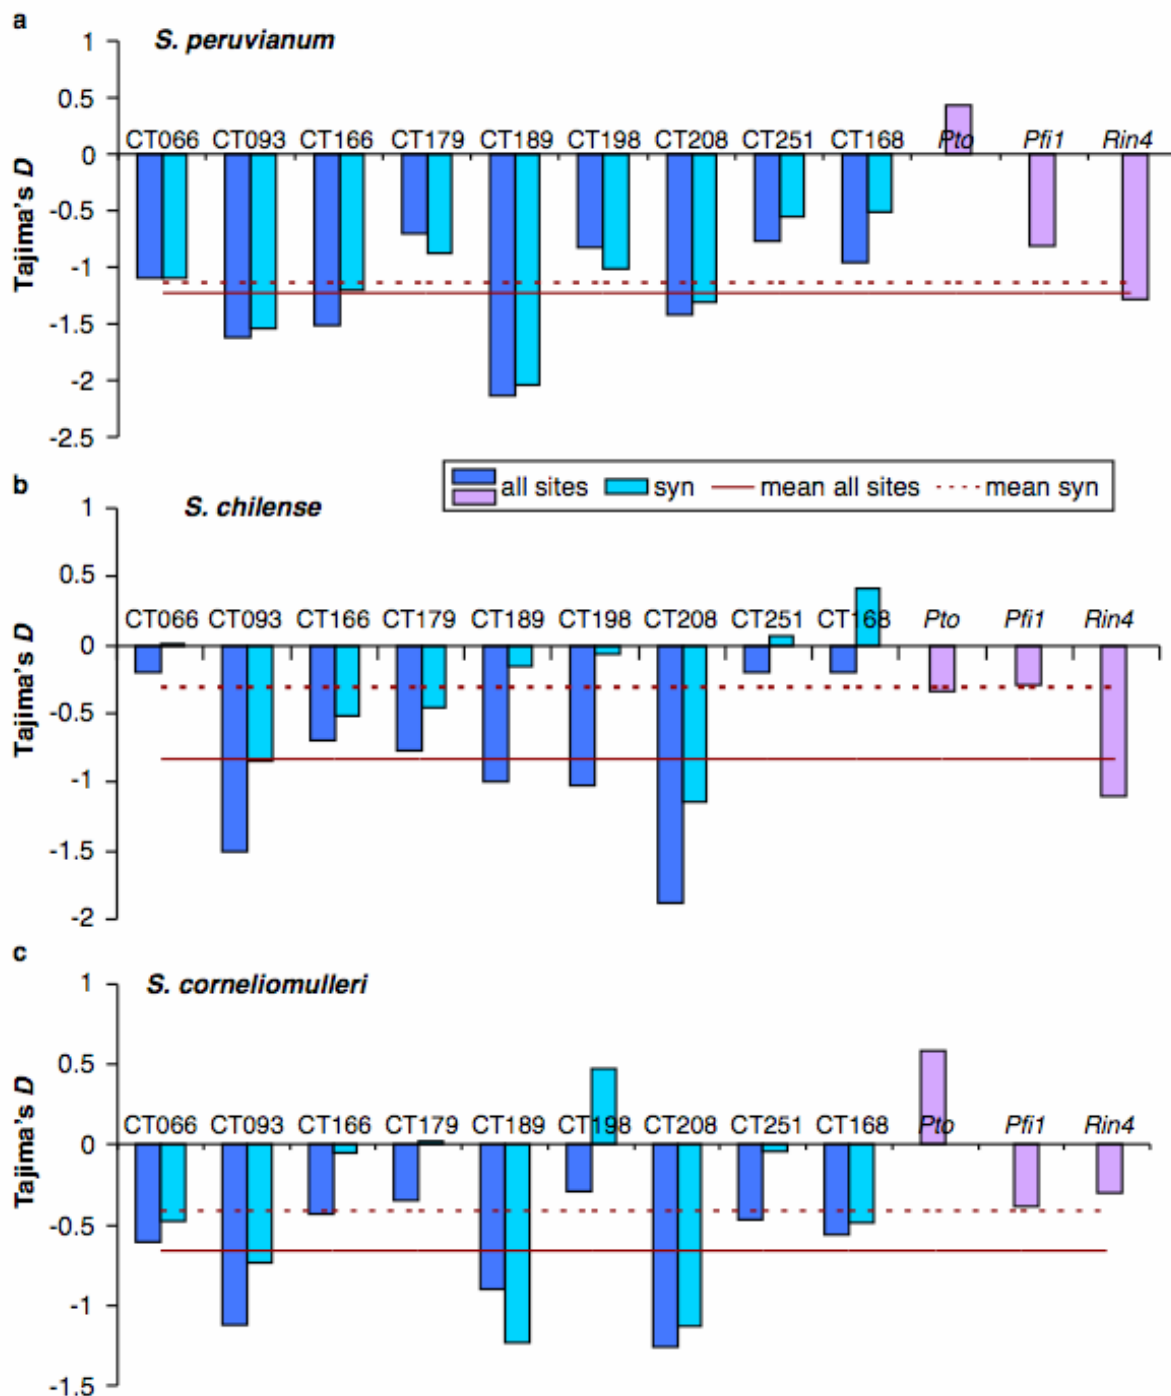 a
S. peruvianum
1
0.5
CT066 CT093 CT166 CT179 CT189 CT198 CT208 CT251 CT168 Pto Pfi1 Rin4
0
-0.5
-1
-1.5
-2
-2.5
Tajima's D
all sites syn mean all sites mean syn
b
S. chilense
1
0.5
CT066 CT093 CT166 CT179 CT189 CT198 CT208 CT251 CT168 Pto Pfi1 Rin4
0
-0.5
-1
-1.5
-2
Tajima's D
c
S. corneliomulleri
1
0.5
CT066 CT093 CT166 CT179 CT189 CT198 CT208 CT251 CT168 Pto Pfi1 Rin4
0
-0.5
-1
-1.5
Tajima's D